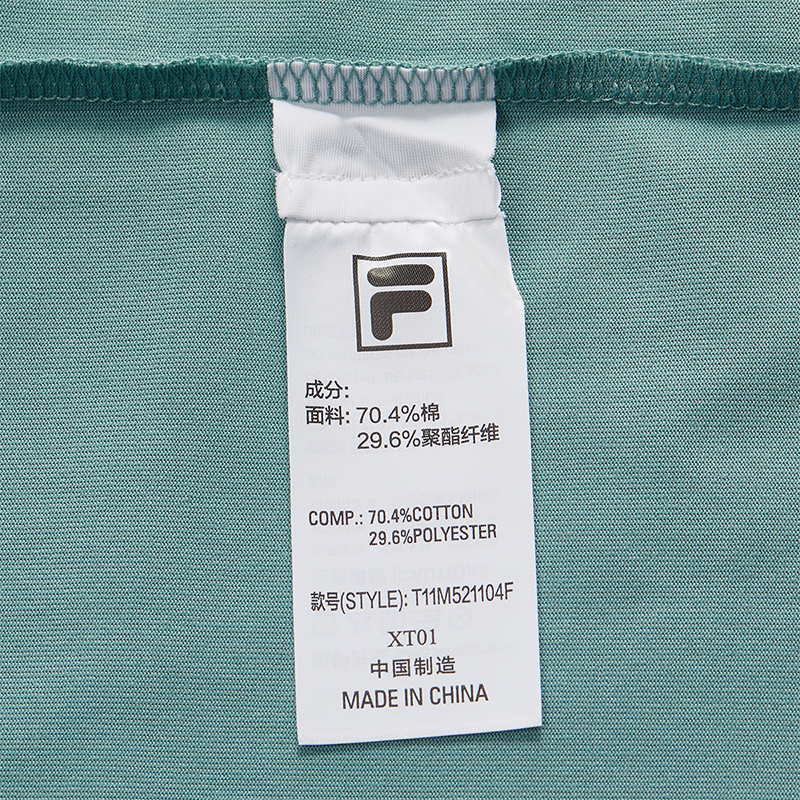 F
成分:
面料: 70.4%棉
29.6%聚酯纤维
COMP.: 70.4%COTTON
29.6%POLYESTER
款号(STYLE): T11M521104F
XT01
中国制造
MADE IN CHINA